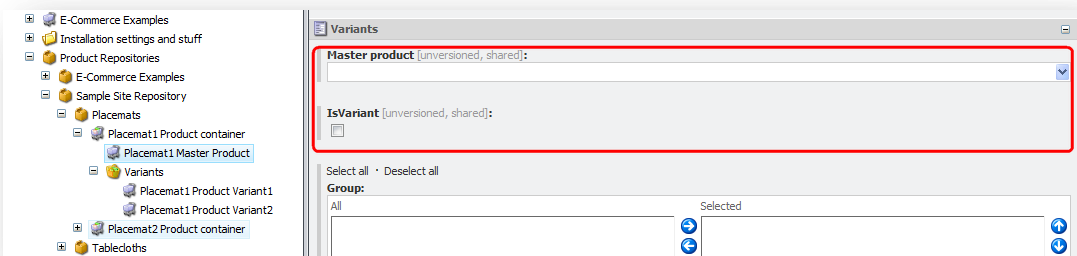 E-Commerce Examples
Installation settings and stuff
Product Repositories
E-Commerce Examples
Sample Site Repository
Placemats
Placemat1 Product container
Placemat1 Master Product
Variants
Placemat1 Product Variant1
Placemat1 Product Variant2
Placemat2 Product container
Tablecloths
Variants
Master product [unversioned, shared]:
IsVariant [unversioned, shared]:
Select all · Deselect all
Group:
All Selected